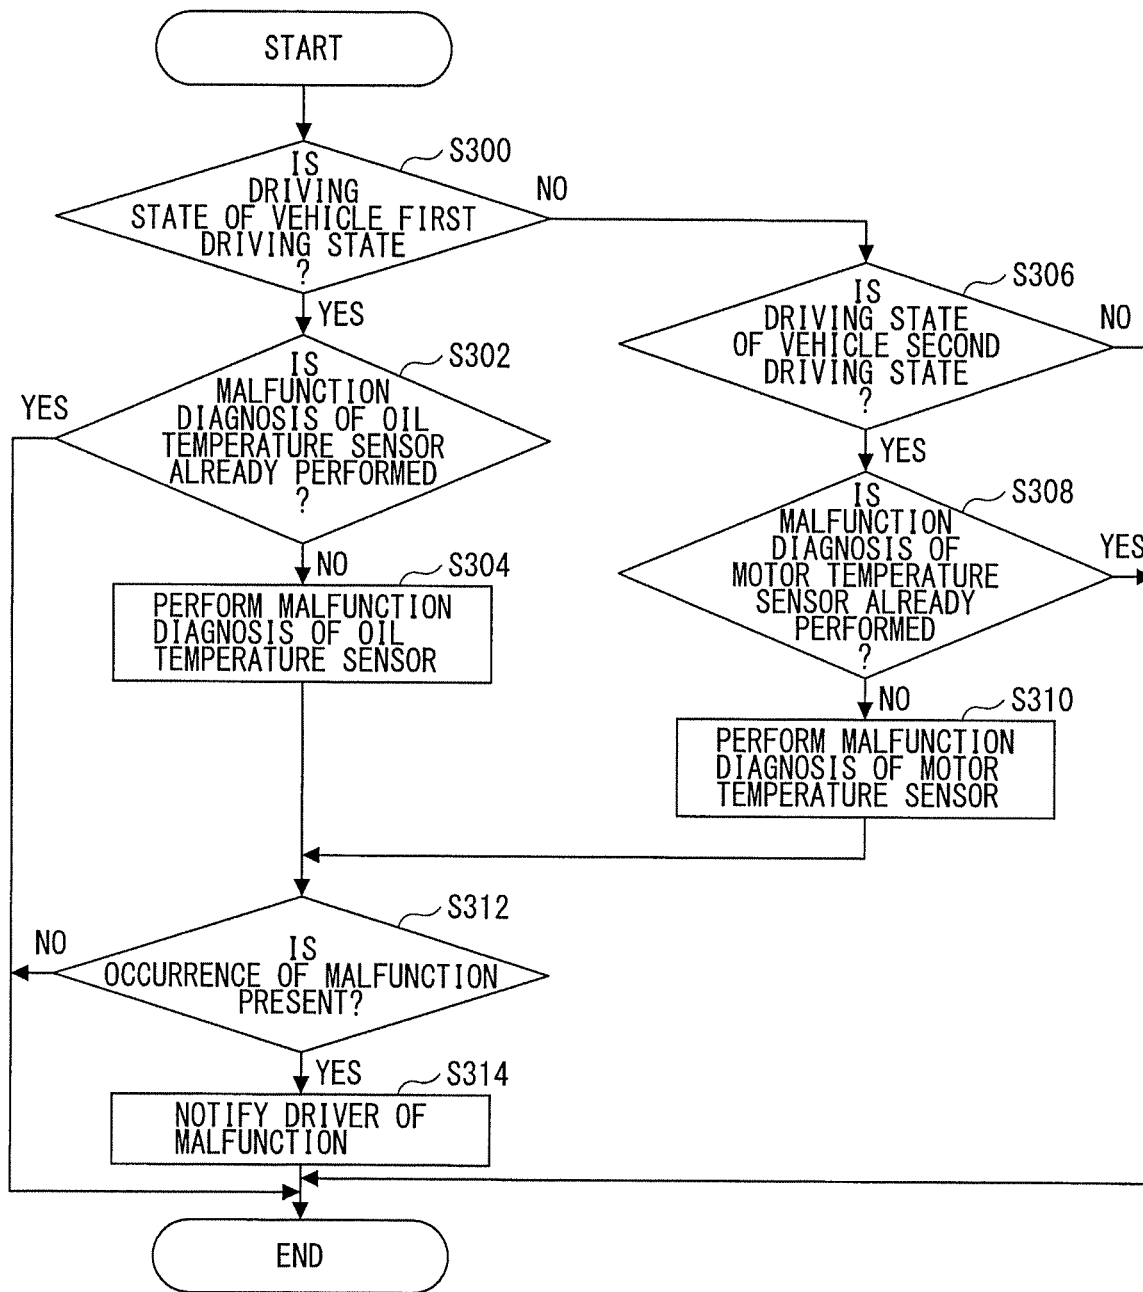 START
S300
IS
DRIVING
STATE OF VEHICLE FIRST
DRIVING STATE
?
NO
YES
S306
IS
DRIVING STATE
OF VEHICLE SECOND
DRIVING STATE
?
NO
YES
S302
IS
MALFUNCTION
DIAGNOSIS OF OIL
TEMPERATURE SENSOR
ALREADY PERFORMED
?
YES
NO
S308
IS
MALFUNCTION
DIAGNOSIS OF
MOTOR TEMPERATURE
SENSOR ALREADY
PERFORMED
?
YES
NO
S304
PERFORM MALFUNCTION
DIAGNOSIS OF OIL
TEMPERATURE SENSOR
S310
PERFORM MALFUNCTION
DIAGNOSIS OF MOTOR
TEMPERATURE SENSOR
S312
IS
OCCURRENCE OF MALFUNCTION
PRESENT?
NO
YES
S314
NOTIFY DRIVER OF
MALFUNCTION
END